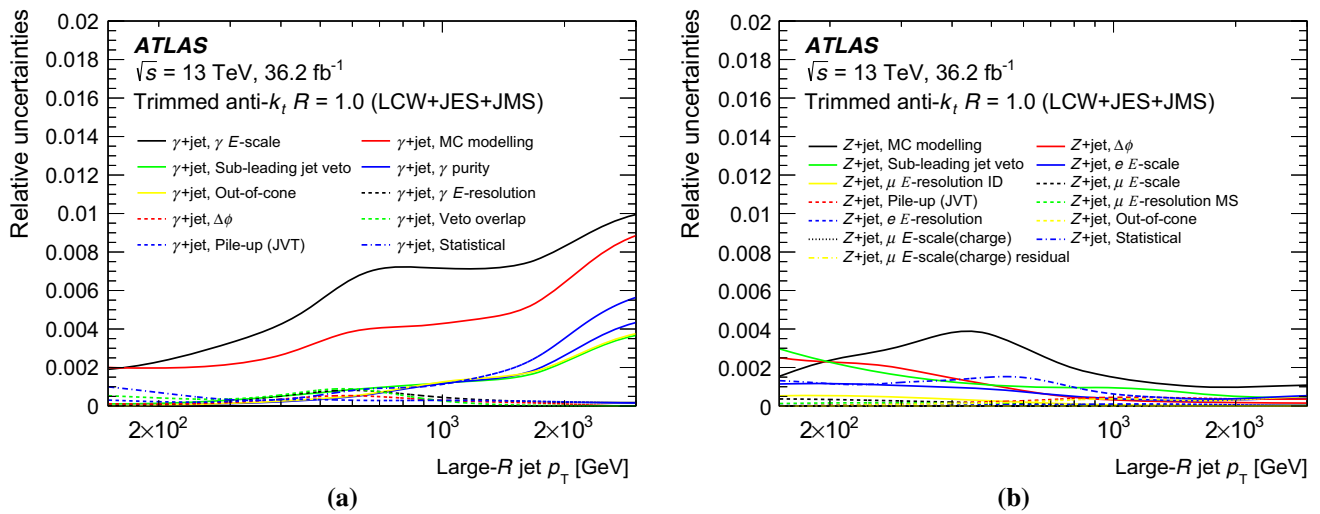 Relative uncertainties
0.02
0.018
0.016
0.014
0.012
0.01
0.008
0.006
0.004
0.002
0
ATLAS
√s = 13 TeV, 36.2 fb⁻¹
Trimmed anti-kₜ R = 1.0 (LCW+JES+JMS)
γ+jet, γ E-scale
γ+jet, MC modelling
γ+jet, Sub-leading jet veto
γ+jet, γ purity
γ+jet, Out-of-cone
γ+jet, γ E-resolution
γ+jet, Δϕ
γ+jet, Veto overlap
γ+jet, Pile-up (JVT)
γ+jet, Statistical
2×10²
10³
2×10³
Large-R jet p_T [GeV]
(a)
Relative uncertainties
0.02
0.018
0.016
0.014
0.012
0.01
0.008
0.006
0.004
0.002
0
ATLAS
√s = 13 TeV, 36.2 fb⁻¹
Trimmed anti-kₜ R = 1.0 (LCW+JES+JMS)
Z+jet, MC modelling
Z+jet, Δϕ
Z+jet, Sub-leading jet veto
Z+jet, e E-scale
Z+jet, μ E-resolution ID
Z+jet, μ E-scale
Z+jet, Pile-up (JVT)
Z+jet, μ E-resolution MS
Z+jet, e E-resolution
Z+jet, Out-of-cone
Z+jet, μ E-scale(charge)
Z+jet, Statistical
Z+jet, μ E-scale(charge) residual
2×10²
10³
2×10³
Large-R jet p_T [GeV]
(b)